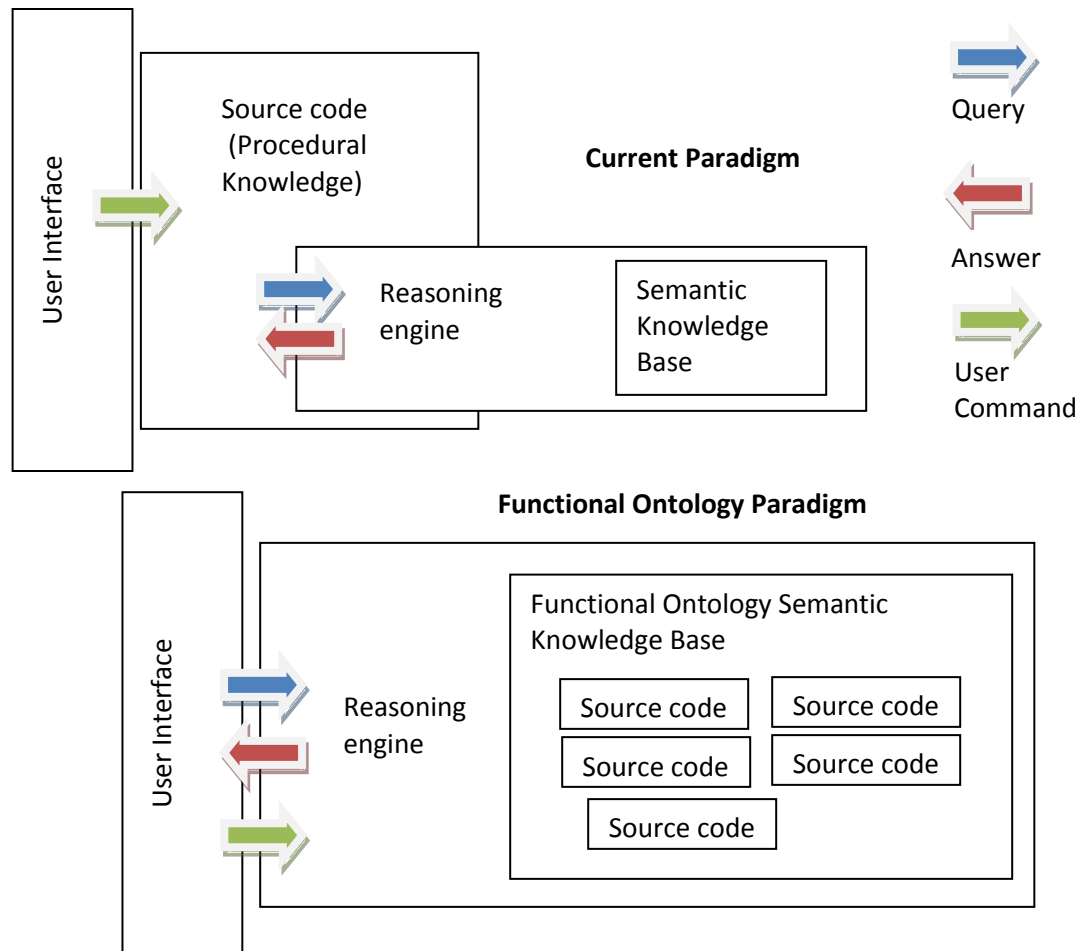 User Interface
Source code
(Procedural
Knowledge)
Current Paradigm
Query
Answer
User
Command
Reasoning
engine
Semantic
Knowledge
Base
Functional Ontology Paradigm
User Interface
Reasoning
engine
Functional Ontology Semantic
Knowledge Base
Source code
Source code
Source code
Source code
Source code